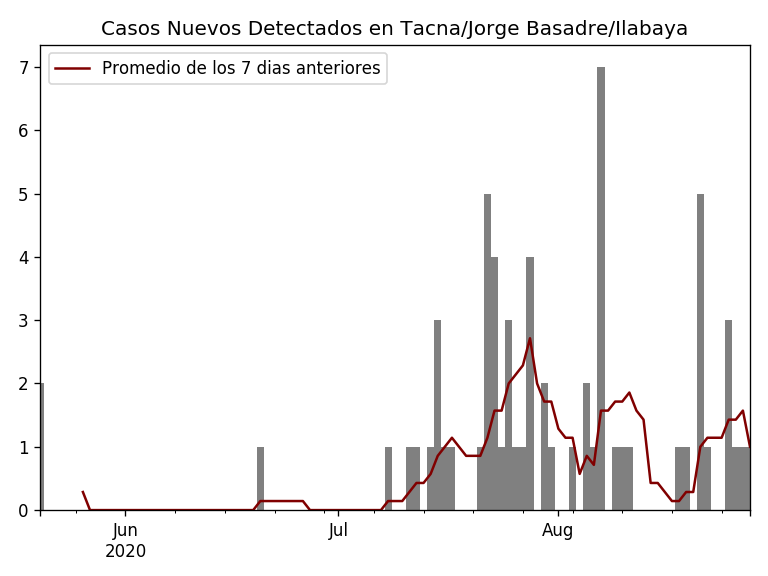 Casos Nuevos Detectados en Tacna/Jorge Basadre/Ilabaya
Promedio de los 7 dias anteriores
7
6
5
4
3
2
1
0
Jun
2020
Jul
Aug